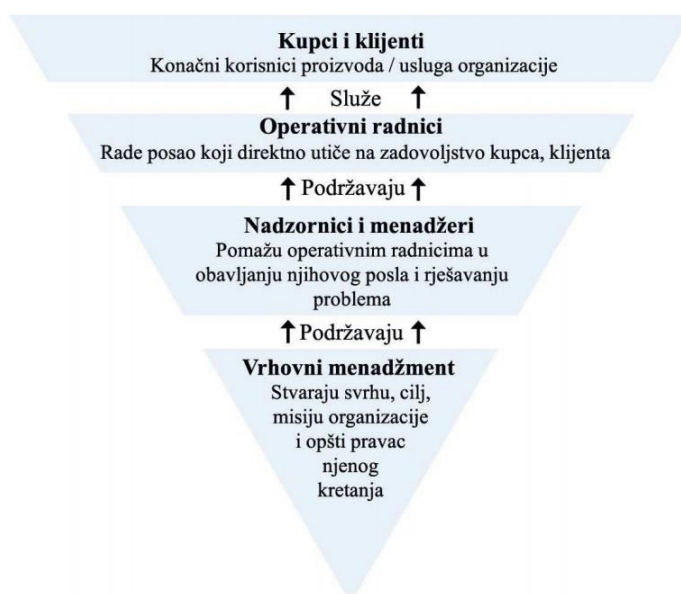 Kupci i klijenti
Konačni korisnici proizvoda / usluga organizacije
Služe
Operativni radnici
Rade posao koji direktno utiče na zadovoljstvo kupca, klijenta
Podržavaju
Nadzornici i menadžeri
Pomažu operativnim radnicima u
obavljanju njihovog posla i rješavanju
problema
Podržavaju
Vrhovni menadžment
Stvaraju svrhu, cilj,
misiju organizacije
i opšti pravac
njenog
kretanja